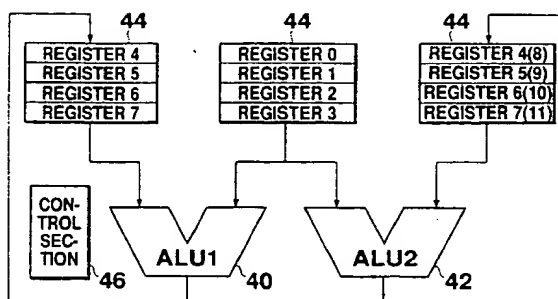 44
44
44
REGISTER 4
REGISTER 5
REGISTER 6
REGISTER 7
REGISTER 0
REGISTER 1
REGISTER 2
REGISTER 3
REGISTER 4(8)
REGISTER 5(9)
REGISTER 6(10)
REGISTER 7(11)
CON-
TROL
SEC-
TION
46
ALU1
40
ALU2
42